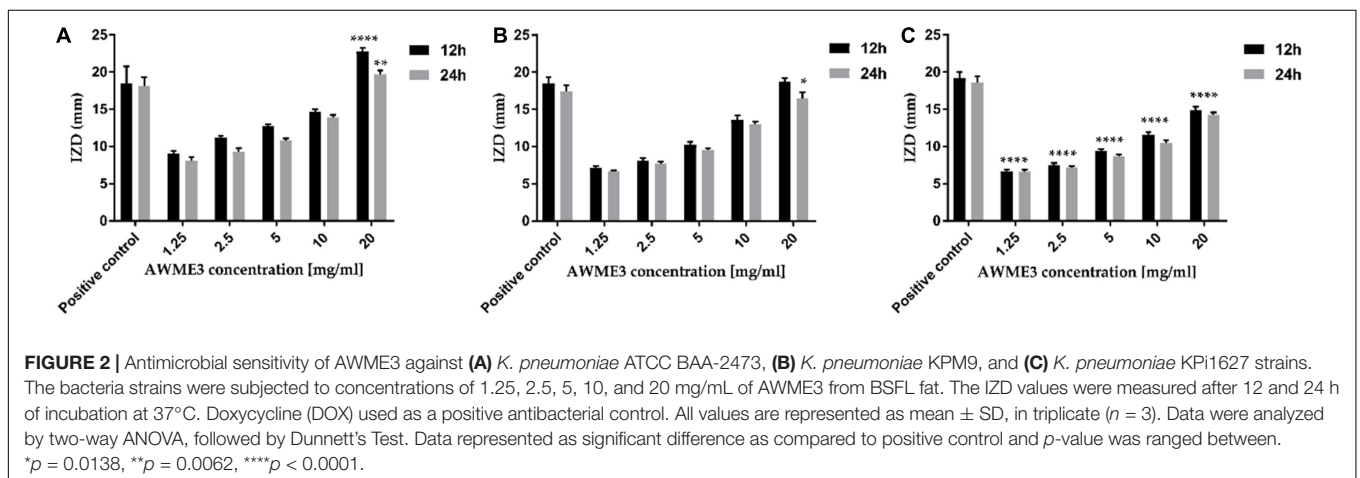 A
25
20
15
10
5
0
IZD (mm)
****
**
12h
24h
Positive control
1.25
2.5
5
10
20
AWME3 concentration [mg/ml]
B
25
20
15
10
5
0
IZD (mm)
*
12h
24h
Positive control
1.25
2.5
5
10
20
AWME3 concentration [mg/ml]
C
25
20
15
10
5
0
IZD (mm)
****
****
****
****
****
12h
24h
Positive control
1.25
2.5
5
10
20
AWME3 concentration [mg/ml]
FIGURE 2 | Antimicrobial sensitivity of AWME3 against (A) K. pneumoniae ATCC BAA-2473, (B) K. pneumoniae KPM9, and (C) K. pneumoniae KPi1627 strains.
The bacteria strains were subjected to concentrations of 1.25, 2.5, 5, 10, and 20 mg/mL of AWME3 from BSFL fat. The IZD values were measured after 12 and 24 h
of incubation at 37°C. Doxycycline (DOX) used as a positive antibacterial control. All values are represented as mean ± SD, in triplicate (n = 3). Data were analyzed
by two-way ANOVA, followed by Dunnett's Test. Data represented as significant difference as compared to positive control and p-value was ranged between.
*p = 0.0138, **p = 0.0062, ****p < 0.0001.